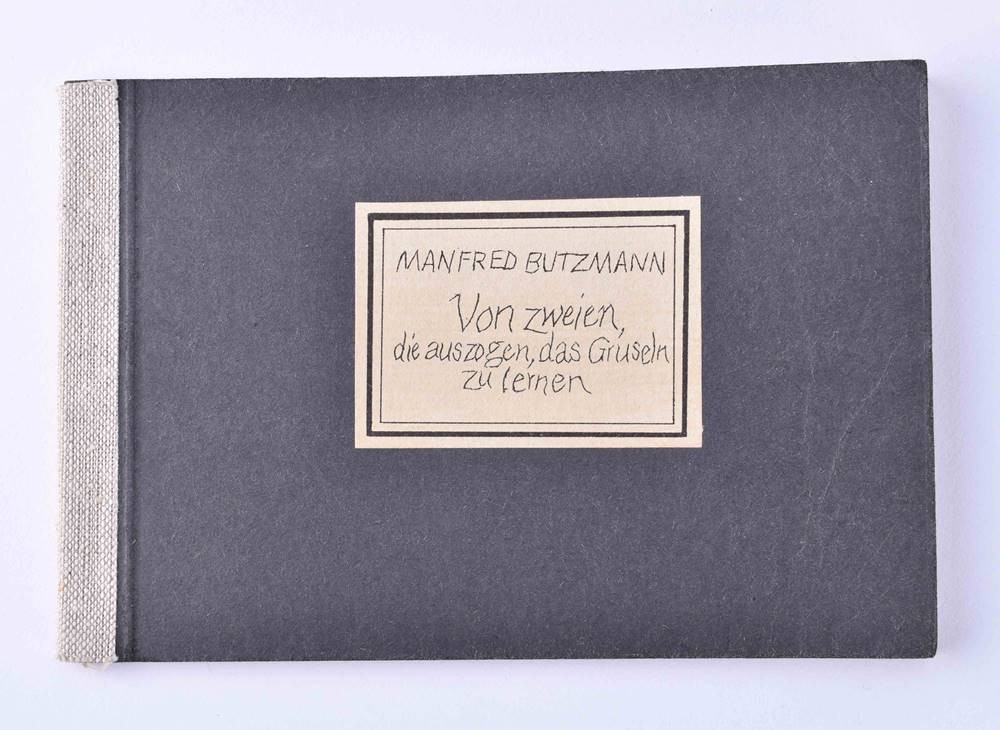 MANFRED BUTZMANN
Von zweien,
die auszogen, das Gruseln
zu lernen